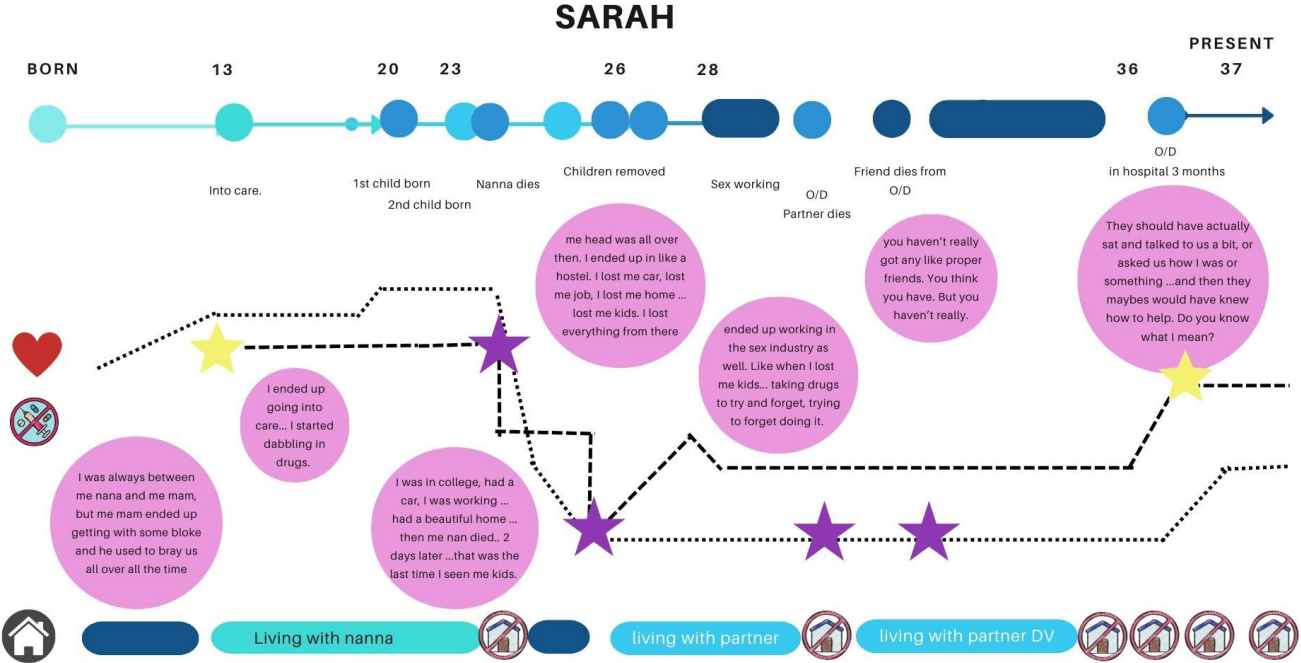 SARAH
PRESENT
BORN
13
20
23
26
28
36
37
Into care.
1st child born
2nd child born
Nanna dies
Children removed
Sex working
O/D
Partner dies
Friend dies from
O/D
O/D
in hospital 3 months
me head was all over
then. I ended up in like a
hostel. I lost me car, lost
me job, I lost me home ...
lost me kids. I lost
everything from there
you haven't really
got any like proper
friends. You think
you have. But you
haven't really.
They should have actually
sat and talked to us a bit, or
asked us how I was or
something ...and then they
maybes would have knew
how to help. Do you know
what I mean?
ended up working in
the sex industry as
well. Like when I lost
me kids... taking drugs
to try and forget, trying
to forget doing it.
I ended up
going into
care... I started
dabbling in
drugs.
I was always between
me nana and me mam,
but me mam ended up
getting with some bloke
and he used to bray us
all over all the time
I was in college, had a
car, I was working ...
had a beautiful home ...
then me nan died.. 2
days later ...that was the
last time I seen me kids.
Living with nanna
living with partner
living with partner DV